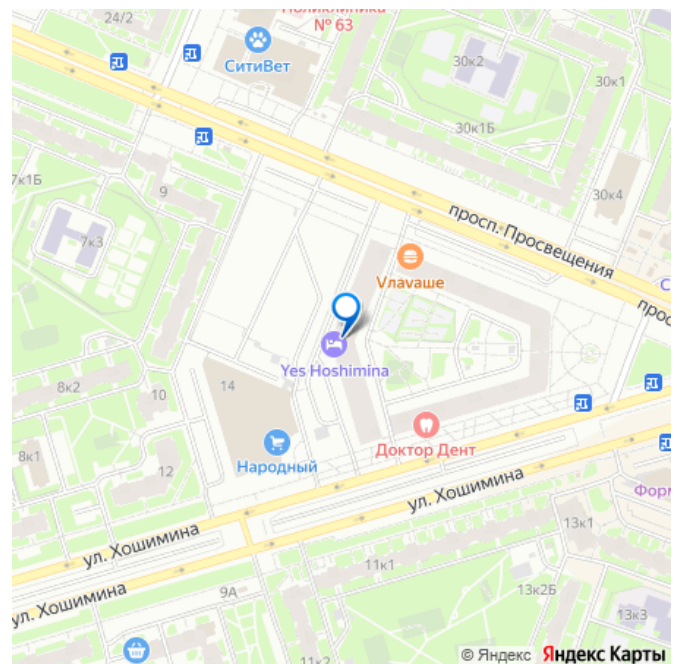 24/2
Поликлиника
№ 63
СитиВет
30к2
30к1
30к1Б
7к1Б
9
30к4
7к3
просп. Просвещения
Vлаvаше
Yes Hoshimina
14
8к2
10
Доктор Дент
8к1
Народный
12
ул. Хошимина
ул. Хошимина
13к1
11к1
9А
13к2Б
ул. Хошимина
13к3
11к2
© Яндекс Яндекс Карты